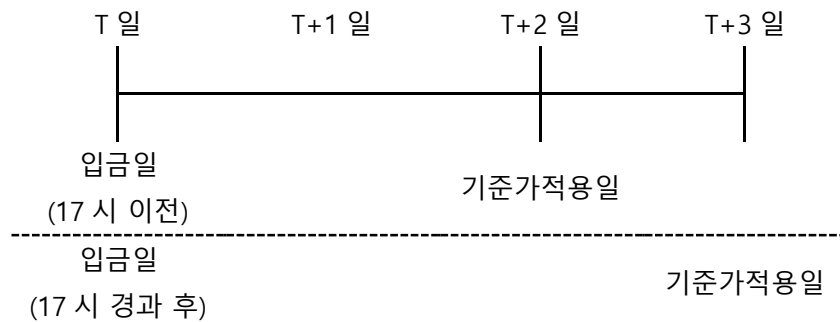 T 일 T+1 일 T+2 일 T+3 일
입금일
(17 시 이전)
기준가적용일
입금일
(17 시 경과 후)
기준가적용일